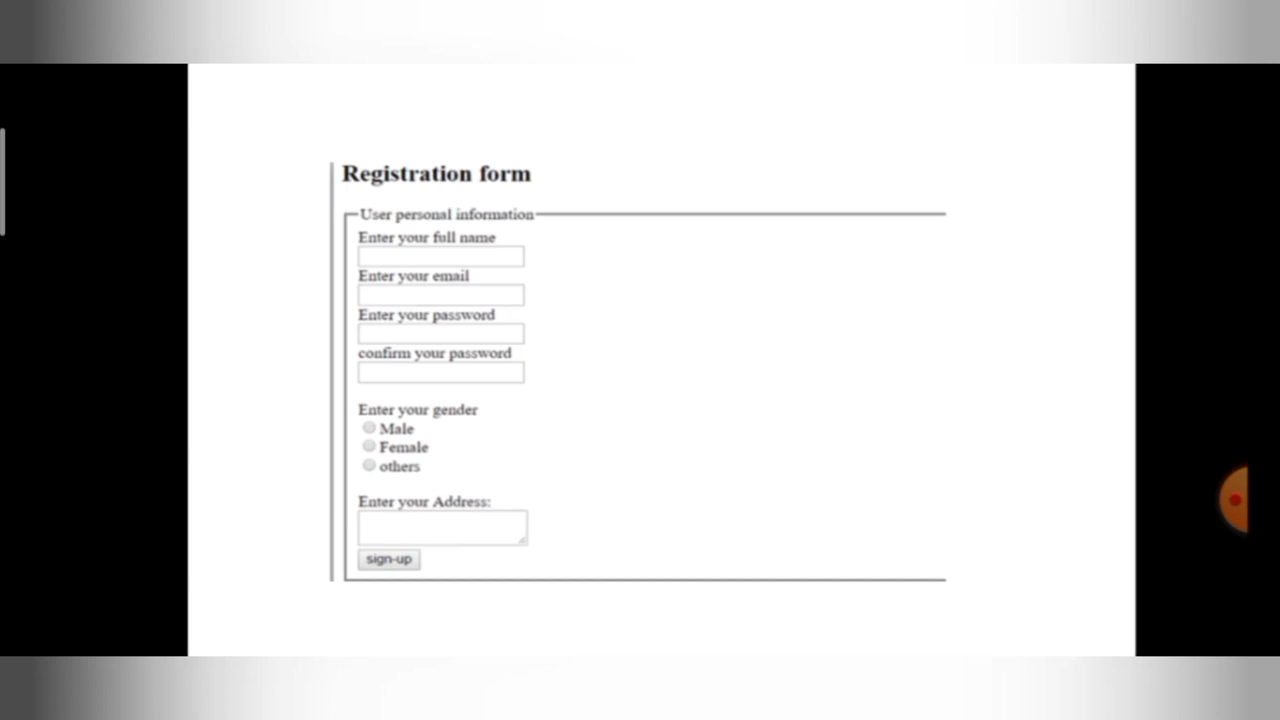 Registration form
User personal information
Enter your full name
Enter your email
Enter your password
confirm your password
Enter your gender
Male
Female
others
Enter your Address:
sign-up